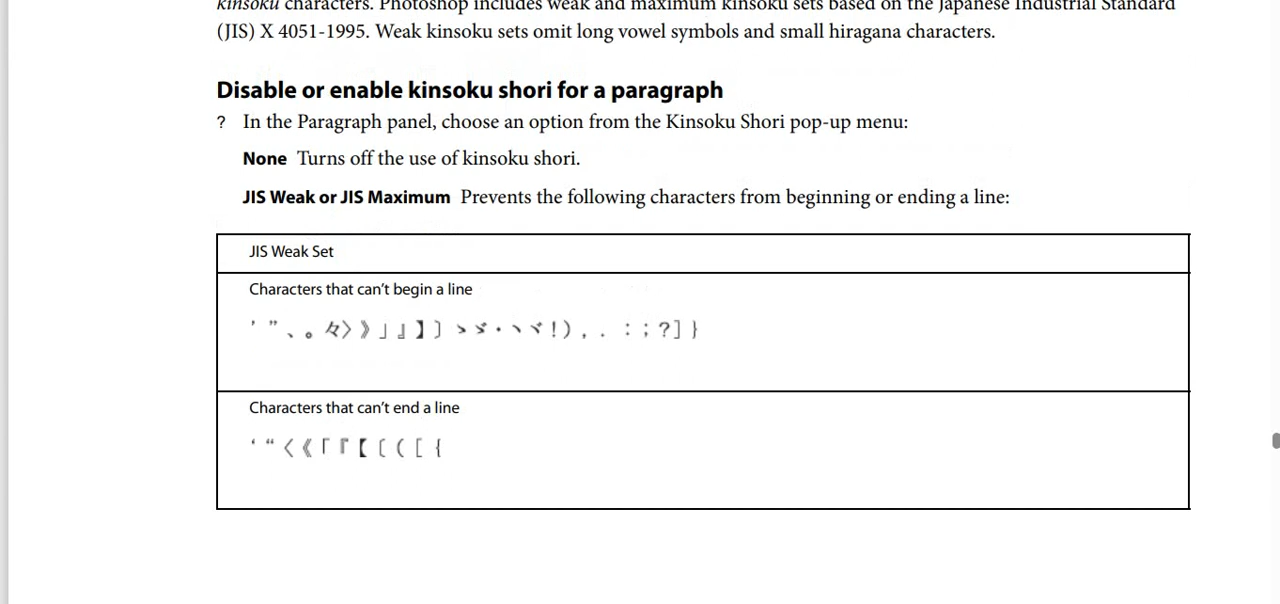 kinsoku characters. Photoshop includes weak and maximum kinsoku sets based on the Japanese Industrial Standard
(JIS) X 4051-1995. Weak kinsoku sets omit long vowel symbols and small hiragana characters.
Disable or enable kinsoku shori for a paragraph
? In the Paragraph panel, choose an option from the Kinsoku Shori pop-up menu:
None Turns off the use of kinsoku shori.
JIS Weak or JIS Maximum Prevents the following characters from beginning or ending a line:
JIS Weak Set
Characters that can't begin a line
’ ” 、 。 々 〉 》 」 』 】 〕 ゝ ゞ ・ ヽ ヾ ! ) , . : ; ? ] }
Characters that can't end a line
‘ “ 〈 《 「 『 【 〔 ( [ {